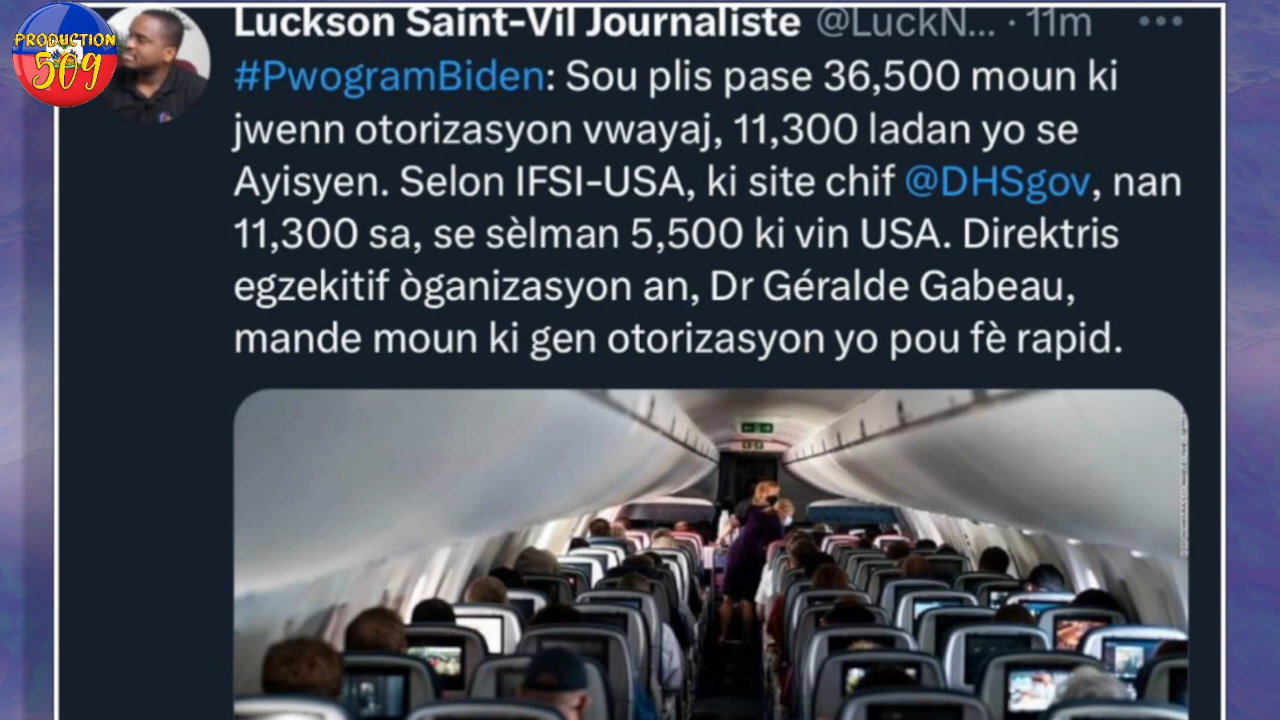 PRODUCTION
509
Luckson Saint-Vil Journaliste @LuckN... · 11m
#PwogramBiden: Sou plis pase 36,500 moun ki
jwenn otorizasyon vwayaj, 11,300 ladan yo se
Ayisyen. Selon IFSI-USA, ki site chif @DHSgov, nan
11,300 sa, se sèlman 5,500 ki vin USA. Direktris
egzekitif òganizasyon an, Dr Géralde Gabeau,
mande moun ki gen otorizasyon yo pou fè rapid.